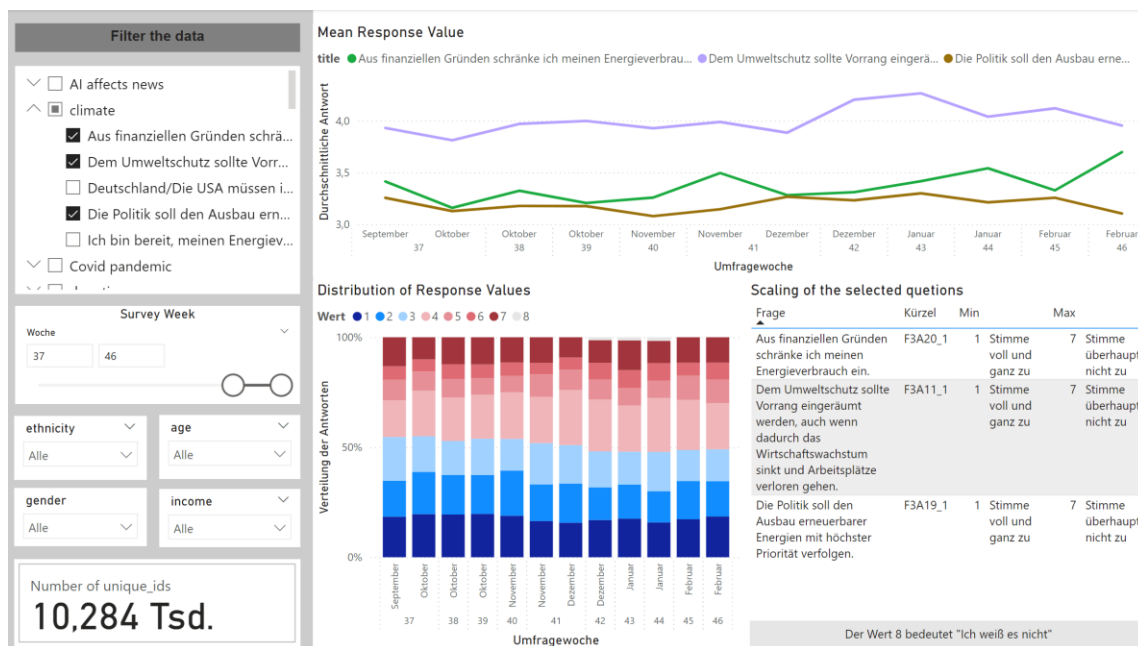 Filter the data
AI affects news
climate
Aus finanziellen Gründen schrä...
Dem Umweltschutz sollte Vorr...
Deutschland/Die USA müssen i...
Die Politik soll den Ausbau ern...
Ich bin bereit, meinen Energiev...
Covid pandemic
Survey Week
Woche
37 46
ethnicity
Alle
age
Alle
gender
Alle
income
Alle
Number of unique_ids
10,284 Tsd.
Mean Response Value
title Aus finanziellen Gründen schränke ich meinen Energieverbrau... Dem Umweltschutz sollte Vorrang eingerä... Die Politik soll den Ausbau erne...
Durchschnittliche Antwort
4,0
3,5
3,0
September Oktober Oktober Oktober November November Dezember Dezember Januar Januar Februar Februar
37 38 39 40 41 42 43 44 45 46
Umfragewoche
Distribution of Response Values
Wert 1 2 3 4 5 6 7 8
Verteilung der Antworten
100%
50%
0%
September Oktober Oktober Oktober November November Dezember Dezember Januar Januar Februar Februar
37 38 39 40 41 42 43 44 45 46
Umfragewoche
Scaling of the selected quetions
Frage Kürzel Min Max
Aus finanziellen Gründen F3A20_1 1 Stimme 7 Stimme
schränke ich meinen voll und überhaupt
Energieverbrauch ein. ganz zu nicht zu
Dem Umweltschutz sollte F3A11_1 1 Stimme 7 Stimme
Vorrang eingeräumt voll und überhaupt
werden, auch wenn ganz zu nicht zu
dadurch das
Wirtschaftswachstum
sinkt und Arbeitsplätze
verloren gehen.
Die Politik soll den F3A19_1 1 Stimme 7 Stimme
Ausbau erneuerbarer voll und überhaupt
Energien mit höchster ganz zu nicht zu
Priorität verfolgen.
Der Wert 8 bedeutet "Ich weiß es nicht"